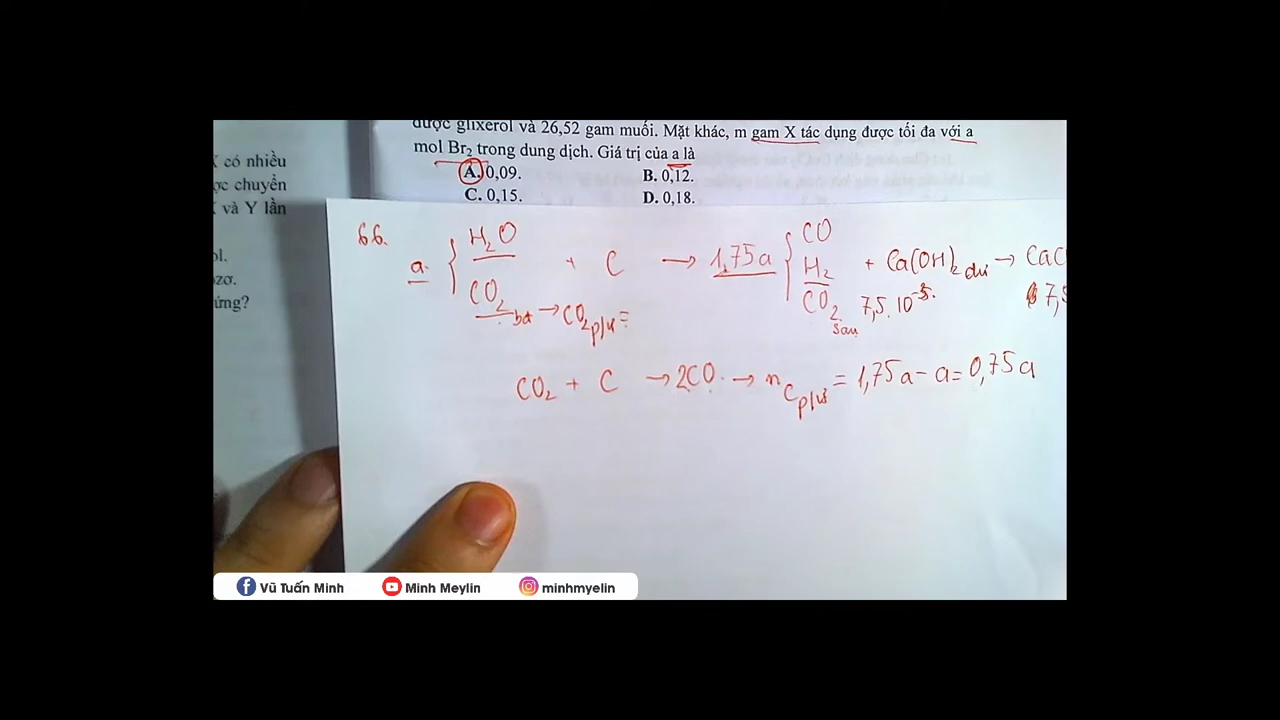 được glixerol và 26,52 gam muối. Mặt khác, m gam X tác dụng được tối đa với a
mol Br₂ trong dung dịch. Giá trị của a là
A. 0,09. B. 0,12.
C. 0,15. D. 0,18.
có nhiều
ợc chuyển
và Y lần
ol.
ozơ.
ứng?
66.
a { H₂O + C → 1,75a { CO
H₂ + Ca(OH)₂ dư → CaC
CO₂ bđ → CO₂ p/ư = CO₂ sau 7,5.10⁻³. 7,5
CO₂ + C → 2CO. → n C p/ư = 1,75a - a = 0,75a
Vũ Tuấn Minh Minh Meylin minhmyelin